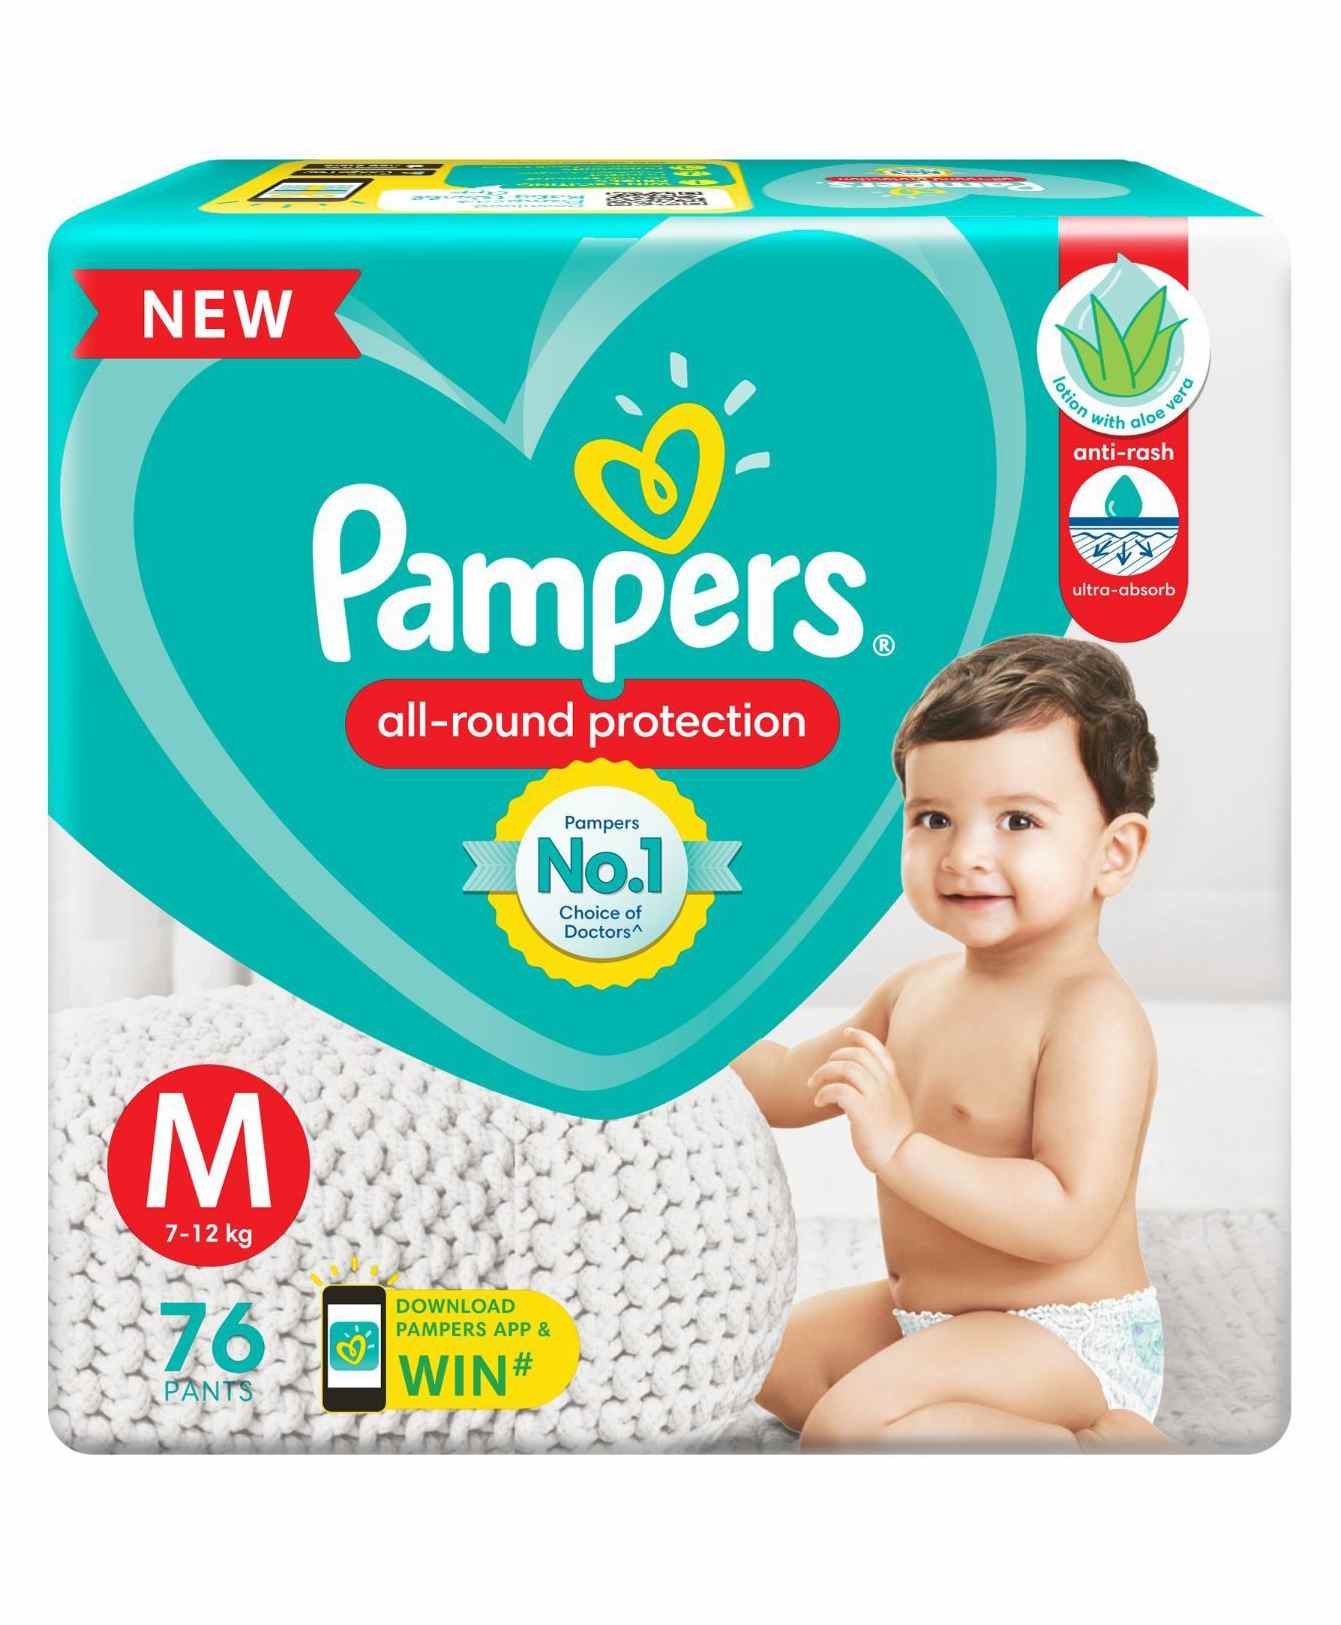 Pampers
NEW
lotion with aloe vera
anti-rash
ultra-absorb
Pampers®
all-round protection
Pampers
No.1
Choice of
Doctors^
M
7-12 kg
76
PANTS
DOWNLOAD
PAMPERS APP &
WIN#